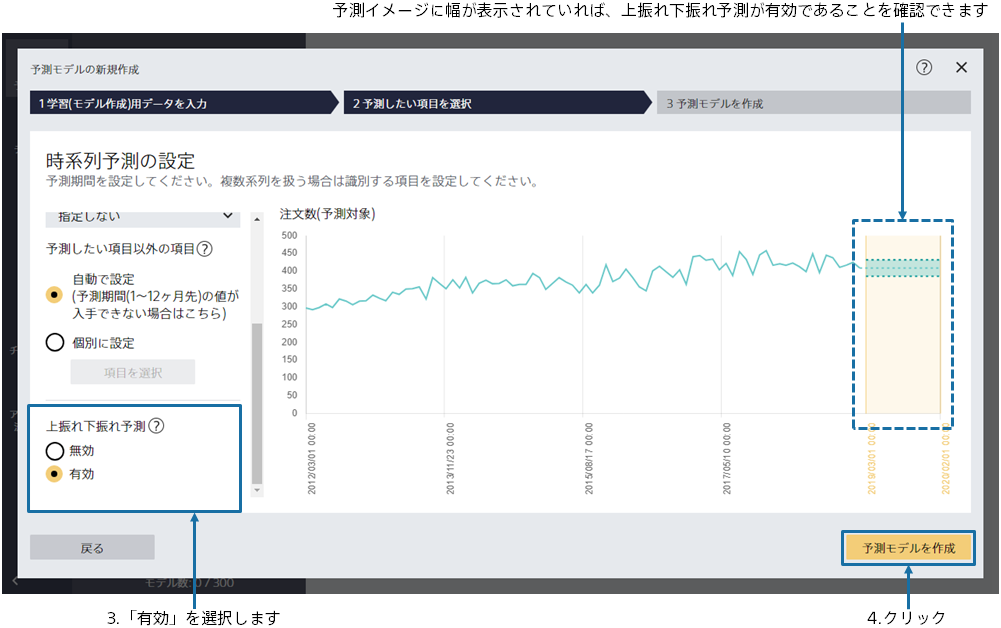 予測イメージに幅が表示されていれば、上振れ下振れ予測が有効であることを確認できます
予測モデルの新規作成
?
1 学習(モデル作成)用データを入力
2 予測したい項目を選択
3 予測モデルを作成
時系列予測の設定
予測期間を設定してください。複数系列を扱う場合は識別する項目を設定してください。
指定しない
予測したい項目以外の項目?
自動で設定
(予測期間(1~12ヶ月先)の値が
入手できない場合はこちら)
個別に設定
項目を選択
上振れ下振れ予測?
無効
有効
注文数(予測対象)
500
450
400
350
300
250
200
150
100
50
0
2012/03/01 00:00
2013/11/23 00:00
2015/08/17 00:00
2017/05/10 00:00
2019/03/01 00:00
2020/02/01 00:00
戻る
予測モデルを作成
モデル数: 0 / 300
3.「有効」を選択します
4.クリック